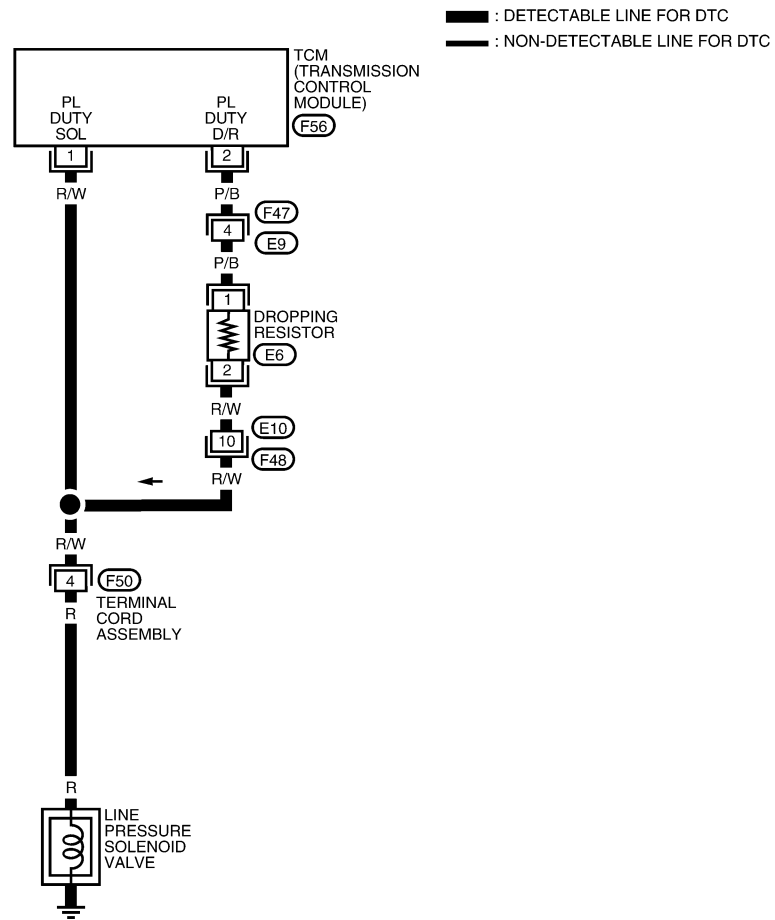 : DETECTABLE LINE FOR DTC
: NON-DETECTABLE LINE FOR DTC
TCM
(TRANSMISSION
CONTROL
MODULE)
F56
PL
DUTY
SOL
PL
DUTY
D/R
1
2
R/W
P/B
F47
4
E9
P/B
1
DROPPING
RESISTOR
E6
2
R/W
E10
10
F48
R/W
R/W
4
F50
TERMINAL
CORD
ASSEMBLY
R
R
LINE
PRESSURE
SOLENOID
VALVE